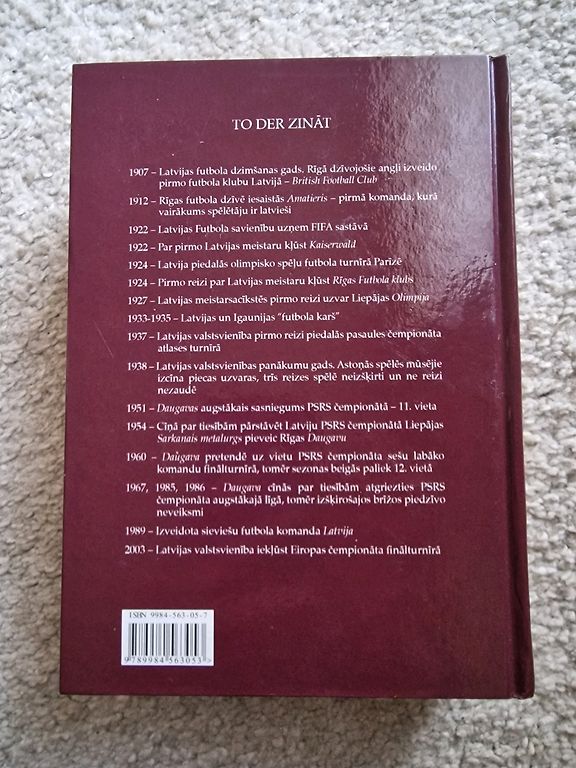 TO DER ZINĀT
1907 – Latvijas futbola dzimšanas gads. Rīgā dzīvojošie angļi izveido
pirmo futbola klubu Latvijā – British Football Club
1912 – Rīgas futbola dzīvē iesaistās Amatieris – pirmā komanda, kurā
vairākums spēlētāju ir latvieši
1922 – Latvijas Futbola savienību uzņem FIFA sastāvā
1922 – Par pirmo Latvijas meistaru kļūst Kaiserwald
1924 – Latvija piedalās olimpisko spēļu futbola turnīrā Parīzē
1924 – Pirmo reizi par Latvijas meistaru kļūst Rīgas Futbola klubs
1927 – Latvijas meistarsacīkstēs pirmo reizi uzvar Liepājas Olimpija
1933-1935 – Latvijas un Igaunijas "futbola karš"
1937 – Latvijas valstsvienība pirmo reizi piedalās pasaules čempionāta
atlases turnīrā
1938 – Latvijas valstsvienības panākumu gads. Astoņās spēlēs mūsējie
izcīna piecas uzvaras, trīs reizes spēlē neizšķirti un ne reizi
nezaudē
1951 – Daugavas augstākais sasniegums PSRS čempionātā – 11. vieta
1954 – Cīņā par tiesībām pārstāvēt Latviju PSRS čempionātā Liepājas
Sarkanais metalurgs pieveic Rīgas Daugavu
1960 – Daugava pretendē uz vietu PSRS čempionāta sešu labāko
komandu finālturnīrā, tomēr sezonas beigās paliek 12. vietā
1967, 1985, 1986 – Daugava cīnās par tiesībām atgriezties PSRS
čempionāta augstākajā līgā, tomēr izšķirošajos brīžos piedzīvo
neveiksmi
1989 – Izveidota sieviešu futbola komanda Latvija
2003 – Latvijas valstsvienība iekļūst Eiropas čempionāta finālturnīrā
ISBN 9984-563-05-7
9 789984 563053 >